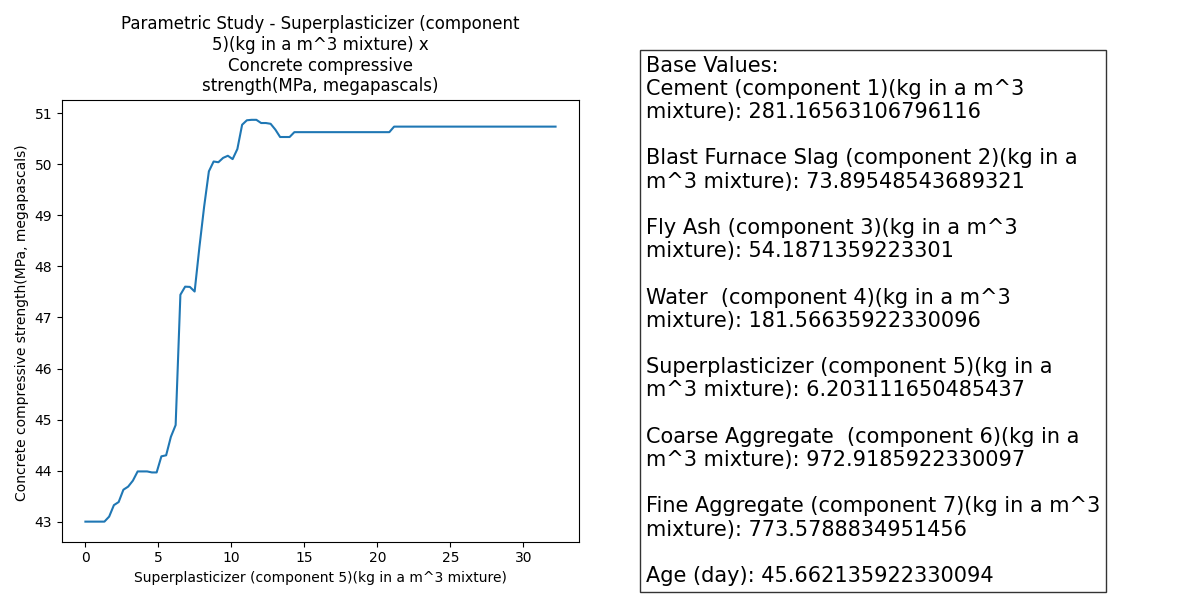 Parametric Study - Superplasticizer (component
5)(kg in a m^3 mixture) x
Concrete compressive
strength(MPa, megapascals)
Concrete compressive strength(MPa, megapascals)
51
50
49
48
47
46
45
44
43
0 5 10 15 20 25 30
Superplasticizer (component 5)(kg in a m^3 mixture)
Base Values:
Cement (component 1)(kg in a m^3
mixture): 281.16563106796116
Blast Furnace Slag (component 2)(kg in a
m^3 mixture): 73.89548543689321
Fly Ash (component 3)(kg in a m^3
mixture): 54.1871359223301
Water  (component 4)(kg in a m^3
mixture): 181.56635922330096
Superplasticizer (component 5)(kg in a
m^3 mixture): 6.203111650485437
Coarse Aggregate  (component 6)(kg in a
m^3 mixture): 972.9185922330097
Fine Aggregate (component 7)(kg in a m^3
mixture): 773.5788834951456
Age (day): 45.662135922330094